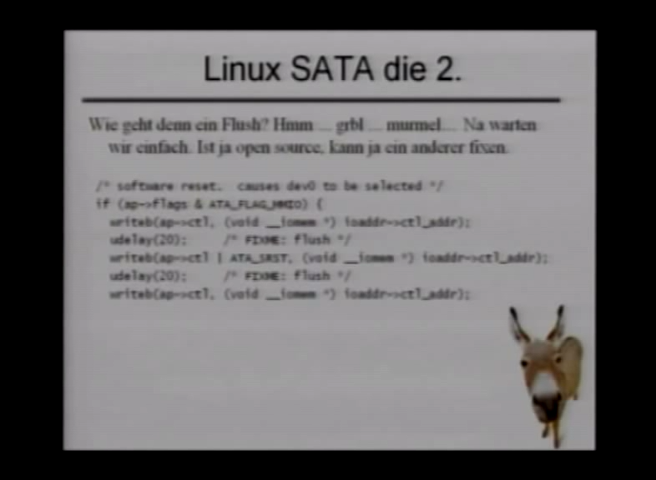 Linux SATA die 2.
Wie geht denn ein Flush? Hmm ... grbl ... murmel... Na warten
wir einfach. Ist ja open source, kann ja ein anderer fixen.
/* software reset.  causes dev0 to be selected */
if (ap->flags & ATA_FLAG_MMIO) {
writeb(ap->ctl, (void __iomem *) ioaddr->ctl_addr);
udelay(20);     /* FIXME: flush */
writeb(ap->ctl | ATA_SRST, (void __iomem *) ioaddr->ctl_addr);
udelay(20);     /* FIXME: flush */
writeb(ap->ctl, (void __iomem *) ioaddr->ctl_addr);